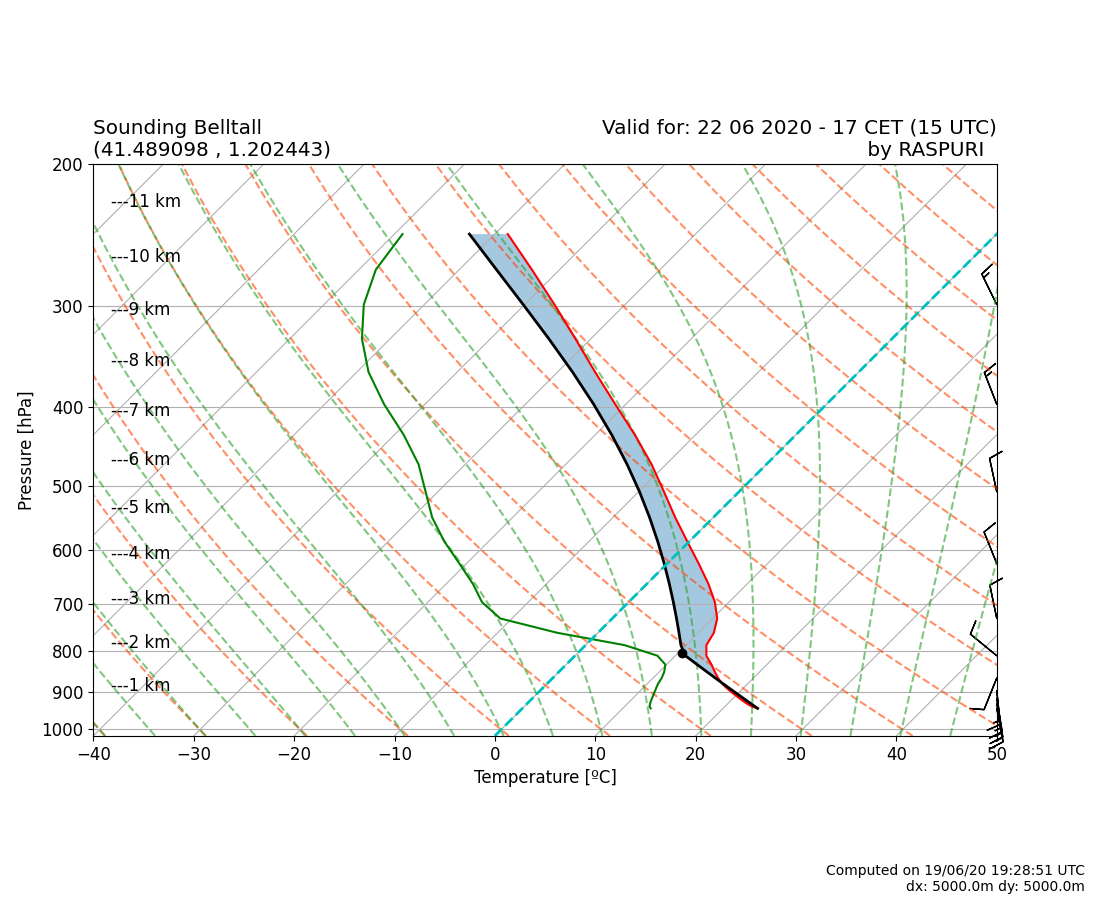 Sounding Belltall
(41.489098 , 1.202443)
Valid for: 22 06 2020 - 17 CET (15 UTC)
by RASPURI
200
---11 km
---10 km
300
---9 km
---8 km
400
---7 km
---6 km
500
---5 km
600
---4 km
700
---3 km
800
---2 km
900
---1 km
1000
Pressure [hPa]
−40 −30 −20 −10 0 10 20 30 40 50
Temperature [ºC]
Computed on 19/06/20 19:28:51 UTC
dx: 5000.0m dy: 5000.0m